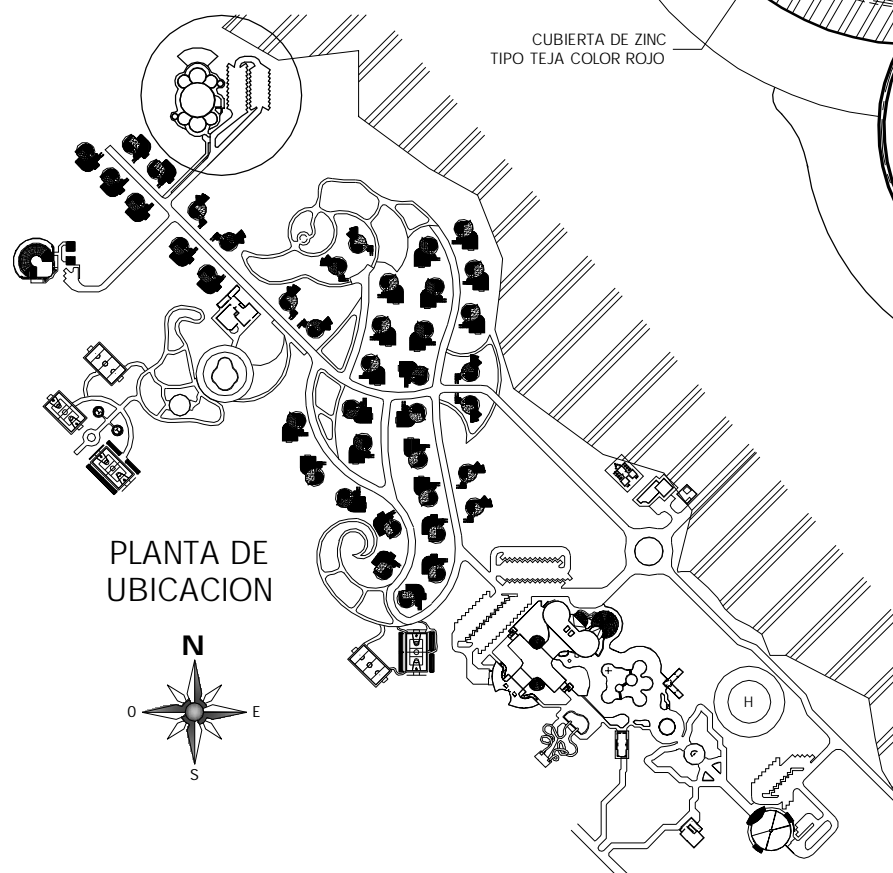 CUBIERTA DE ZINC
TIPO TEJA COLOR ROJO
PLANTA DE
UBICACION
N
O E
S
H